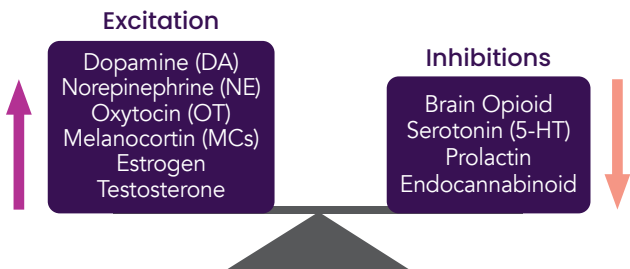 Excitation
Dopamine (DA)
Norepinephrine (NE)
Oxytocin (OT)
Melanocortin (MCs)
Estrogen
Testosterone
Inhibitions
Brain Opioid
Serotonin (5-HT)
Prolactin
Endocannabinoid